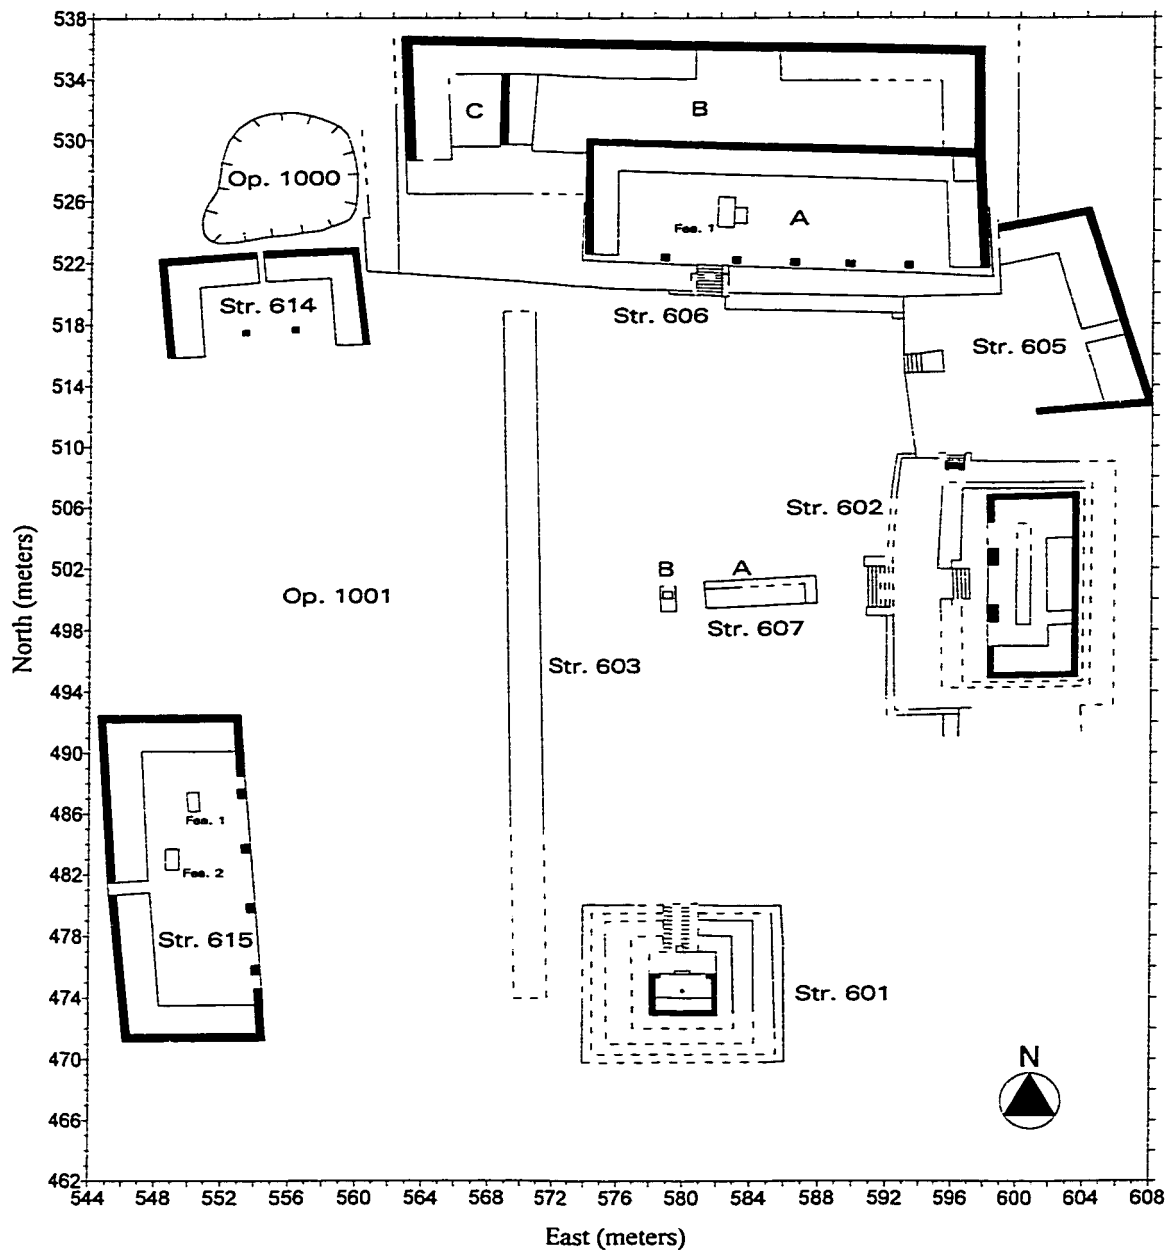 538
534
530
526
522
518
514
510
506
502
498
494
490
486
482
478
474
470
466
462
North (meters)
C
B
Op. 1000
Fea. 1
A
Str. 614
Str. 606
Str. 605
Str. 602
B
A
Op. 1001
Str. 607
Str. 603
Fea. 1
Fea. 2
Str. 615
Str. 601
N
544 548 552 556 560 564 568 572 576 580 584 588 592 596 600 604 608
East (meters)